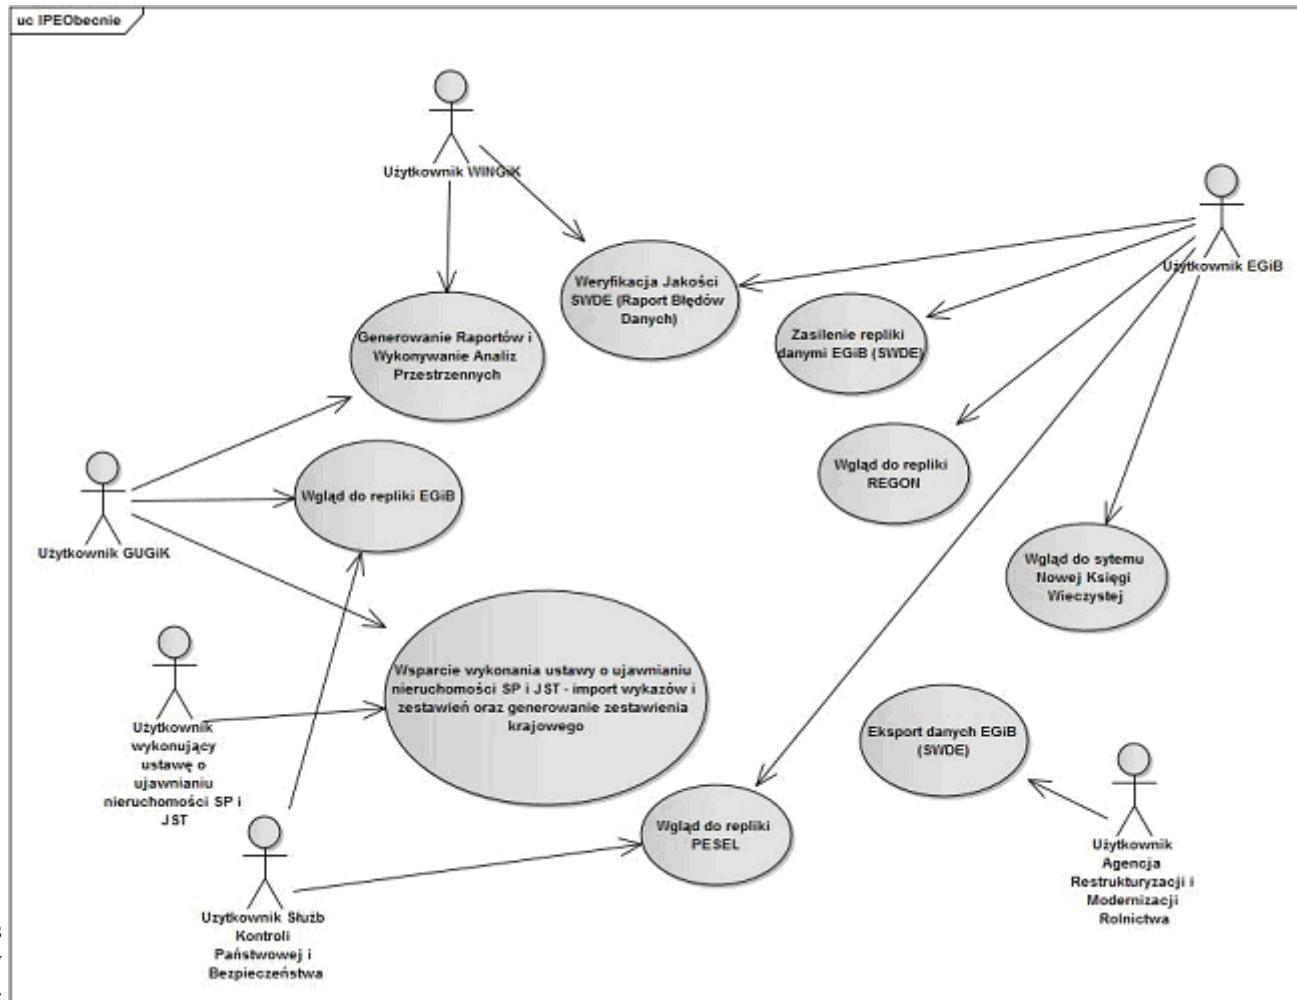 uc IPEObecnie
Użytkownik WINGiK
Użytkownik EGiB
Weryfikacja Jakości
SWDE (Raport Błędów
Danych)
Generowanie Raportów i
Wykonywanie Analiz
Przestrzennych
Zasilenie repliki
danymi EGiB (SWDE)
Wgląd do repliki
REGON
Wgląd do repliki EGiB
Użytkownik GUGiK
Wgląd do sytemu
Nowej Księgi
Wieczystej
Wsparcie wykonania ustawy o ujawnianiu
nieruchomości SP i JST - import wykazów i
zestawień oraz generowanie zestawienia
krajowego
Użytkownik
wykonujący
ustawę o
ujawnianiu
nieruchomości SP i
JST
Eksport danych EGiB
(SWDE)
Wgląd do repliki
PESEL
Użytkownik
Agencja
Restrukturyzacji i
Modernizacji
Rolnictwa
Uzytkownik Służb
Kontroli
Państwowej i
Bezpieczeństwa